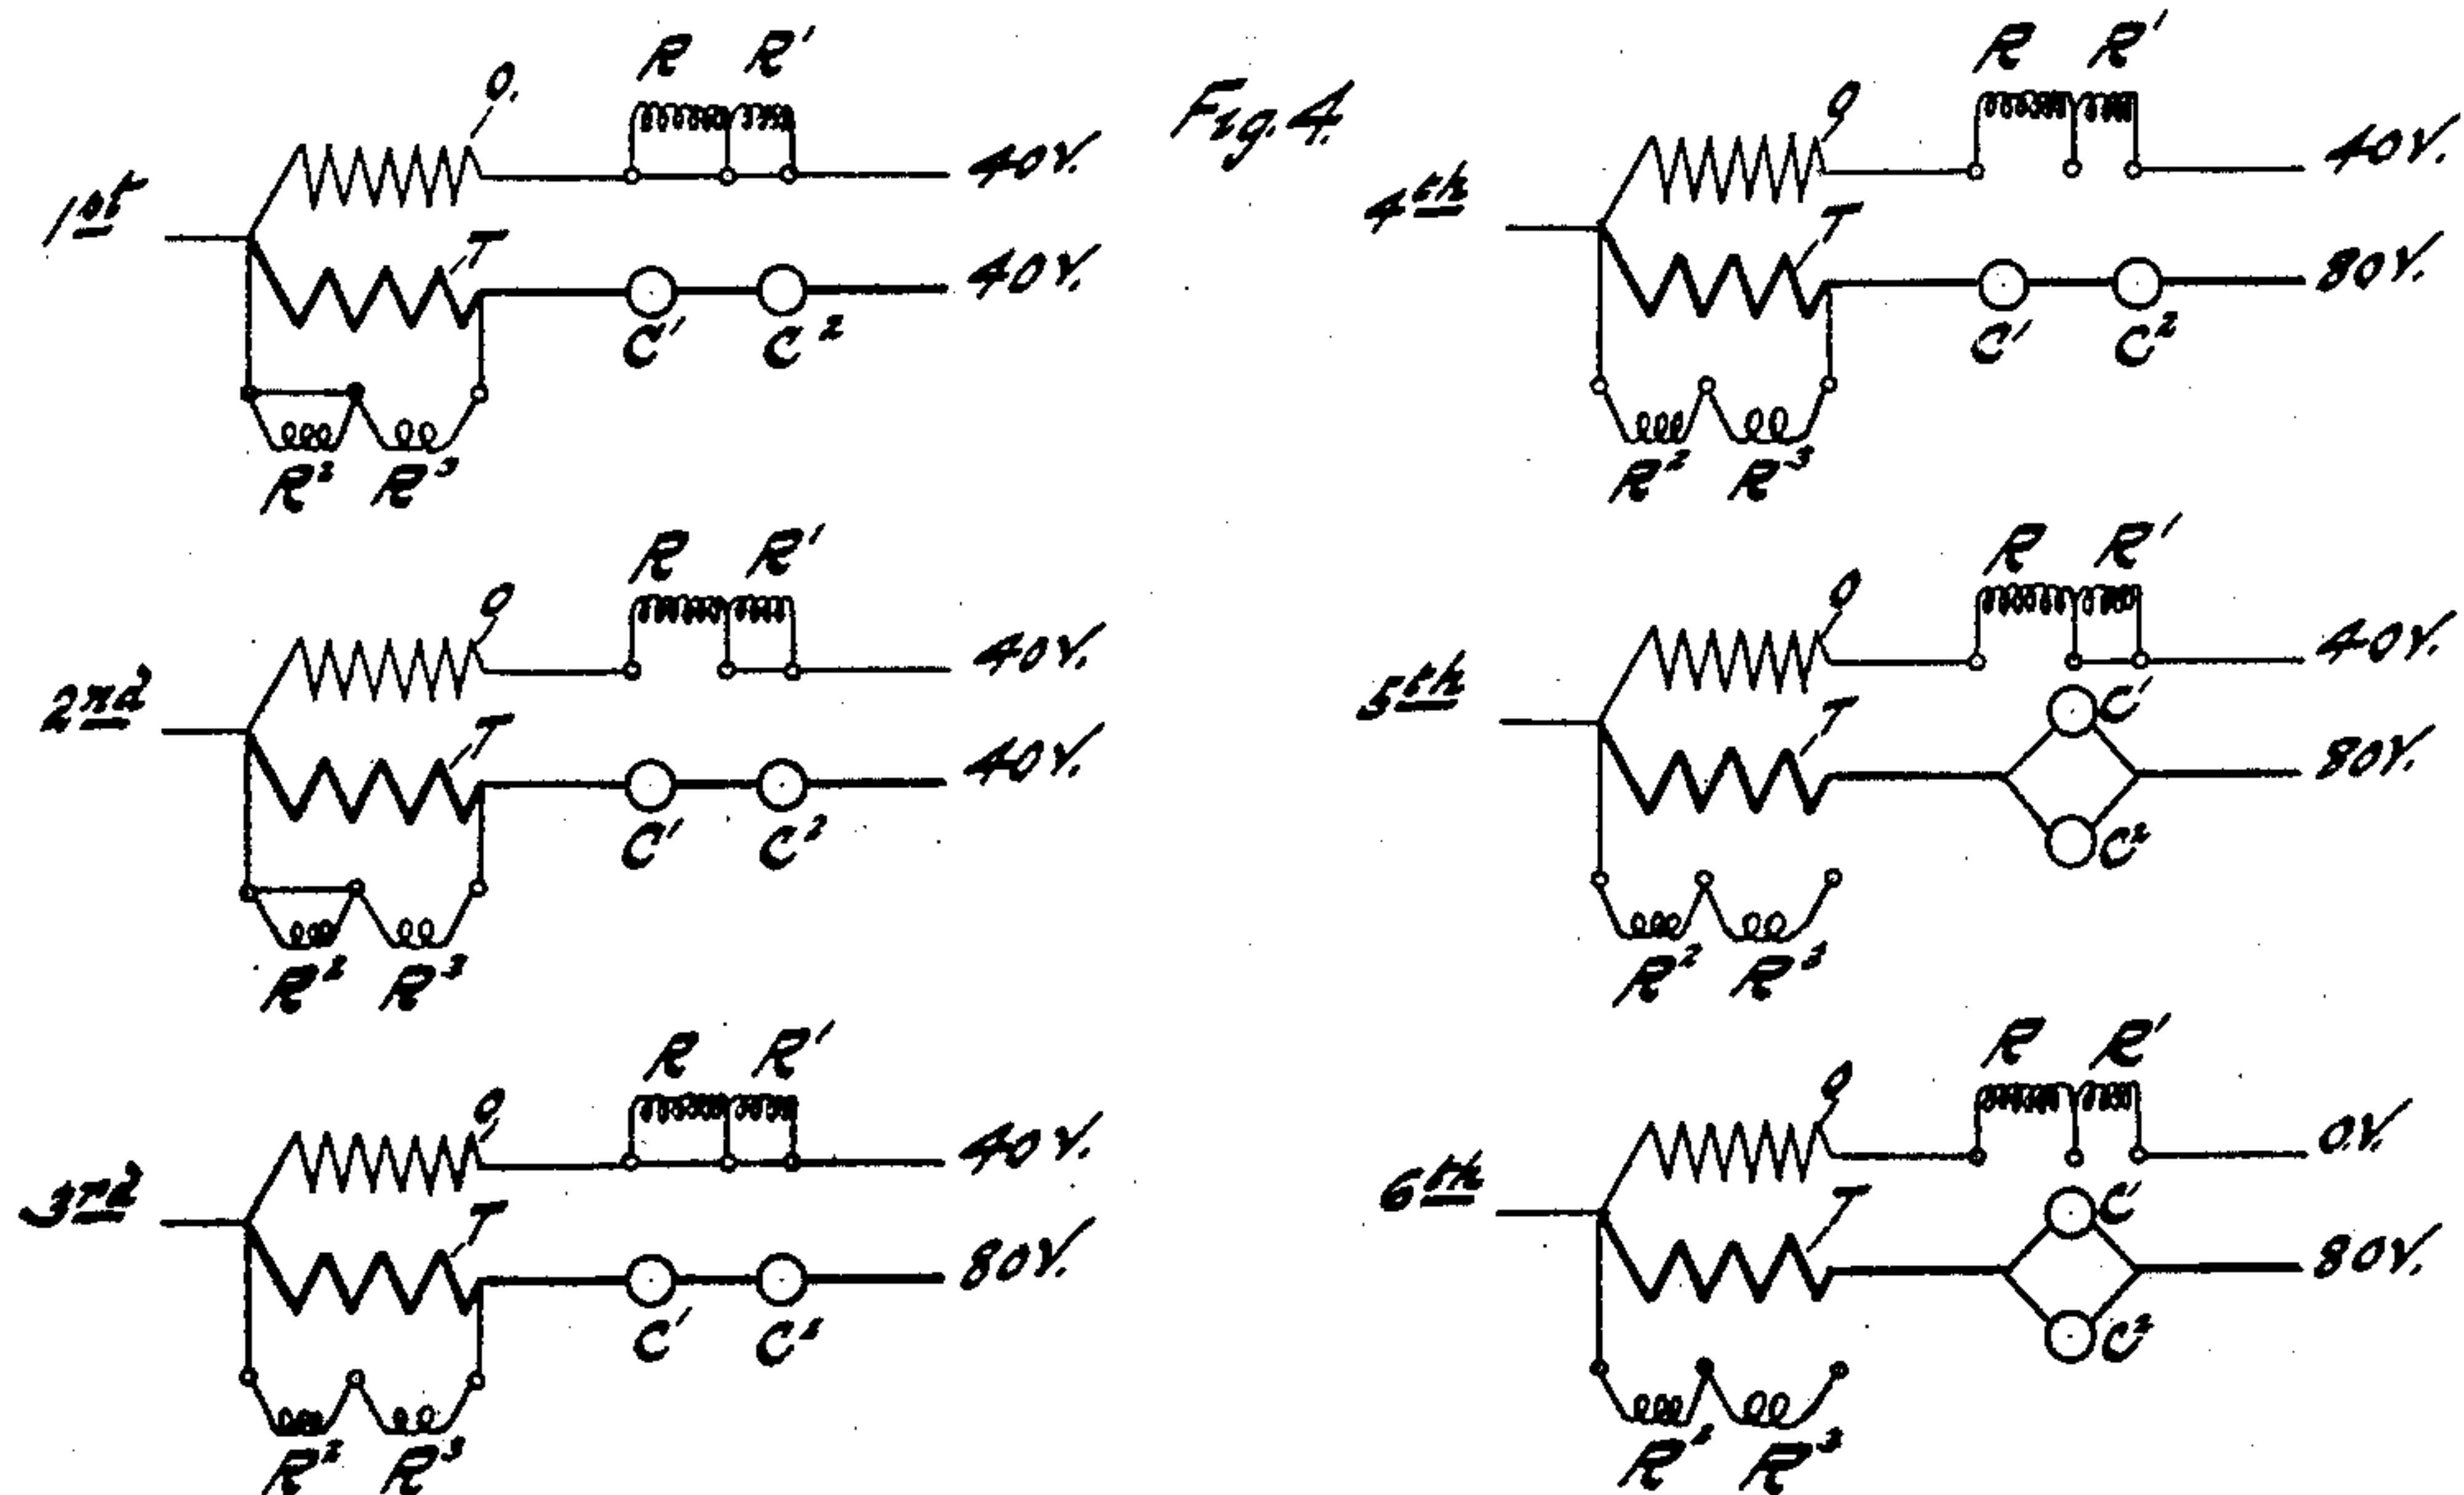 Fig. 4.
1st
O.
R R'
40V.
T
40V.
C' C²
R² R³
2nd
O
R R'
40V.
T
40V.
C' C²
R² R³
3rd
O
R R'
40V.
T
80V.
C' C²
R² R³
4th
O
R R'
40V.
T
80V.
C' C²
R² R³
5th
O
R R'
40V.
T
C'
80V.
C²
R² R³
6th
O
R R'
0V.
T
C'
80V.
C²
R² R³